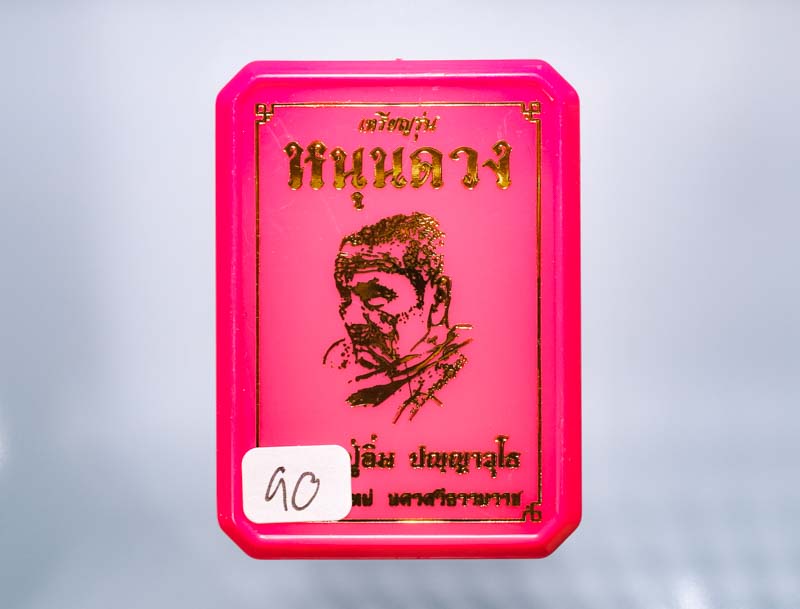 เหรียญรุ่น
หนุนดวง
ปู่อิ่ม ปญฺญาวุโธ
นครศรีธรรมราช
90